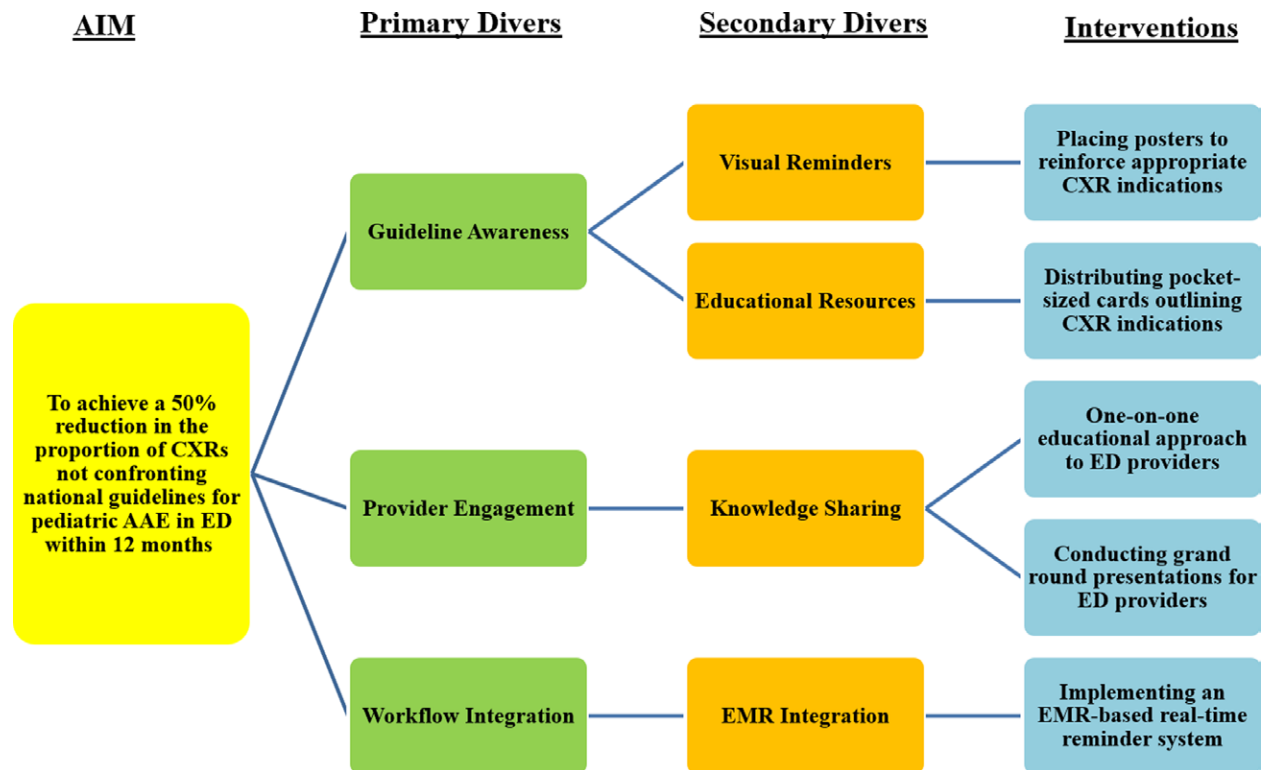 AIM
Primary Divers
Secondary Divers
Interventions
To achieve a 50%
reduction in the
proportion of CXRs
not confronting
national guidelines for
pediatric AAE in ED
within 12 months
Guideline Awareness
Provider Engagement
Workflow Integration
Visual Reminders
Educational Resources
Knowledge Sharing
EMR Integration
Placing posters to
reinforce appropriate
CXR indications
Distributing pocket-
sized cards outlining
CXR indications
One-on-one
educational approach
to ED providers
Conducting grand
round presentations for
ED providers
Implementing an
EMR-based real-time
reminder system